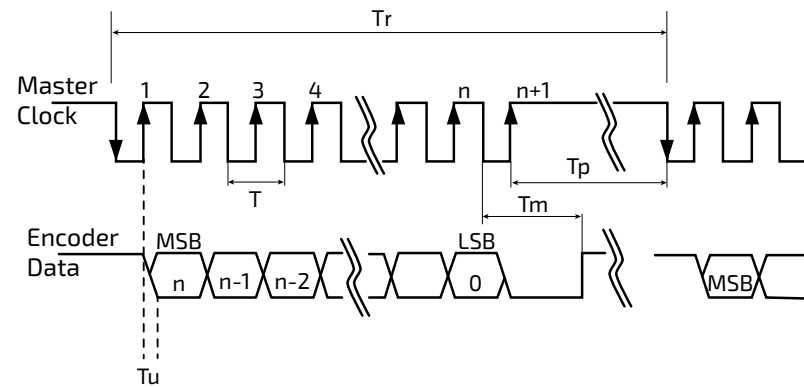 Tr
Master
Clock
1 2 3 4 n n+1
T
Tp
Tm
Encoder
Data
MSB LSB
n n-1 n-2 0 MSB
Tu